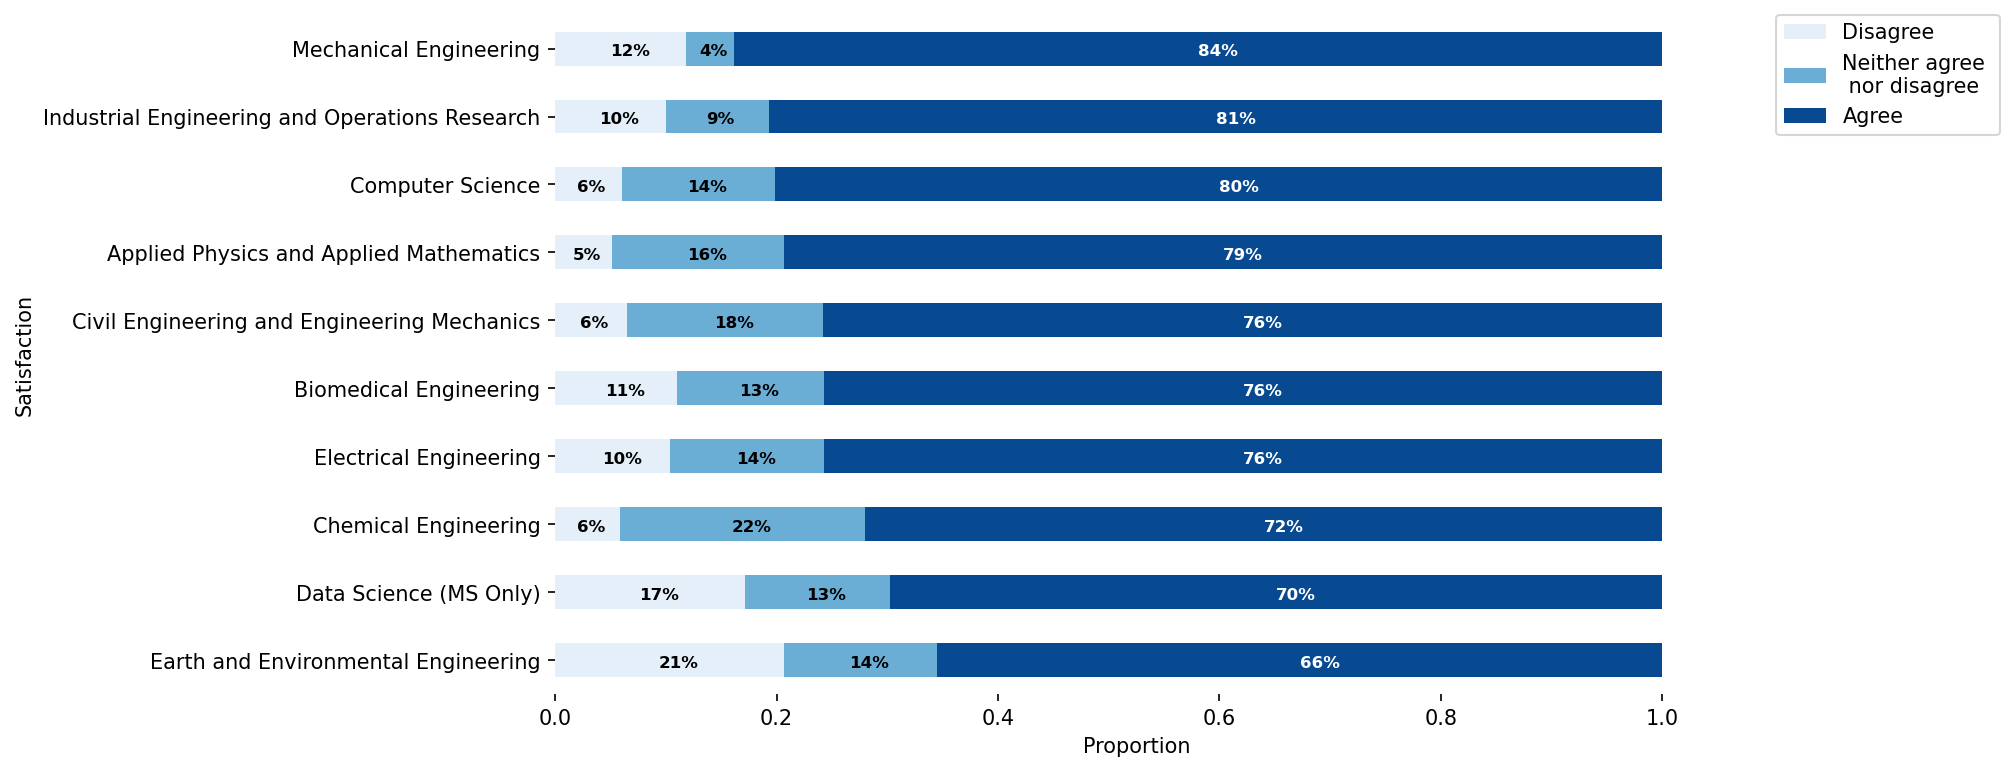 Disagree
Neither agree
nor disagree
Agree
Satisfaction
Mechanical Engineering 12% 4% 84%
Industrial Engineering and Operations Research 10% 9% 81%
Computer Science 6% 14% 80%
Applied Physics and Applied Mathematics 5% 16% 79%
Civil Engineering and Engineering Mechanics 6% 18% 76%
Biomedical Engineering 11% 13% 76%
Electrical Engineering 10% 14% 76%
Chemical Engineering 6% 22% 72%
Data Science (MS Only) 17% 13% 70%
Earth and Environmental Engineering 21% 14% 66%
0.0 0.2 0.4 0.6 0.8 1.0
Proportion